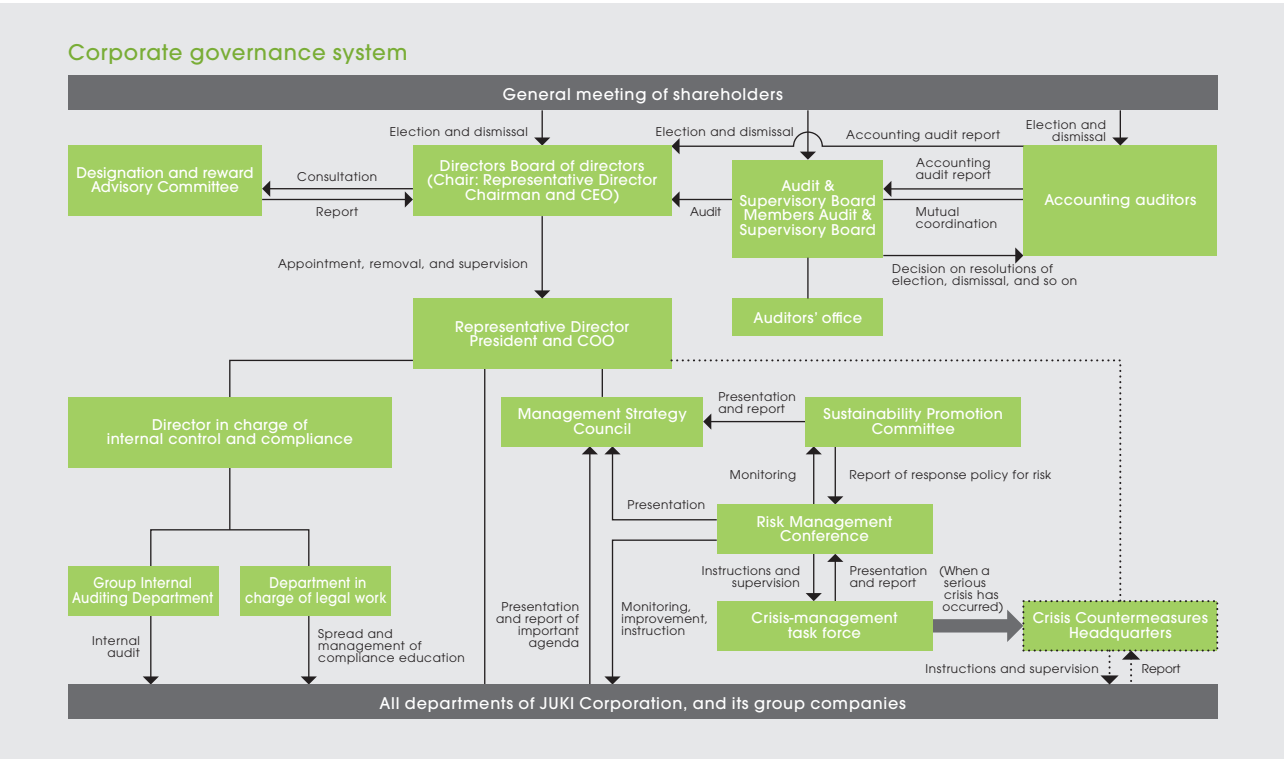 Corporate governance system
General meeting of shareholders
Election and dismissal
Election and dismissal
Accounting audit report
Election and
dismissal
Designation and reward
Advisory Committee
Consultation
Report
Directors Board of directors
(Chair: Representative Director
Chairman and CEO)
Audit
Audit &
Supervisory Board
Members Audit &
Supervisory Board
Accounting
audit report
Mutual
coordination
Accounting auditors
Decision on resolutions of
election, dismissal, and so on
Appointment, removal, and supervision
Auditors’ office
Representative Director
President and COO
Director in charge of
internal control and compliance
Management Strategy
Council
Presentation
and report
Sustainability Promotion
Committee
Monitoring
Report of response policy for risk
Presentation
Risk Management
Conference
Group Internal
Auditing Department
Department in
charge of legal work
Instructions and
supervision
Presentation
and report
(When a
serious
crisis has
occurred)
Internal
audit
Spread and
management of
compliance education
Presentation
and report of
important
agenda
Monitoring,
improvement,
instruction
Crisis-management
task force
Crisis Countermeasures
Headquarters
Instructions and supervision
Report
All departments of JUKI Corporation, and its group companies